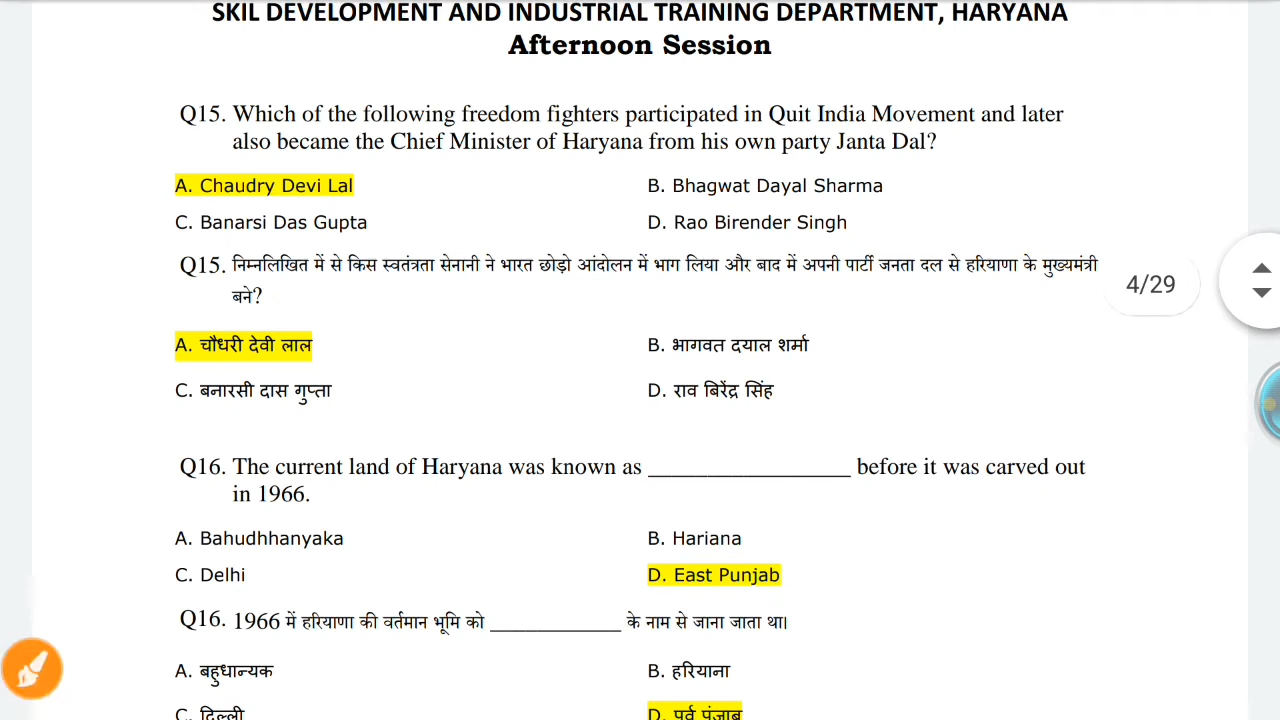 SKIL DEVELOPMENT AND INDUSTRIAL TRAINING DEPARTMENT, HARYANA
Afternoon Session
Q15. Which of the following freedom fighters participated in Quit India Movement and later
also became the Chief Minister of Haryana from his own party Janta Dal?
A. Chaudry Devi Lal B. Bhagwat Dayal Sharma
C. Banarsi Das Gupta D. Rao Birender Singh
Q15. निम्नलिखित में से किस स्वतंत्रता सेनानी ने भारत छोड़ो आंदोलन में भाग लिया और बाद में अपनी पार्टी जनता दल से हरियाणा के मुख्यमंत्री
बने?
4/29
A. चौधरी देवी लाल B. भागवत दयाल शर्मा
C. बनारसी दास गुप्ता D. राव बिरेंद्र सिंह
Q16. The current land of Haryana was known as _________________ before it was carved out
in 1966.
A. Bahudhhanyaka B. Hariana
C. Delhi D. East Punjab
Q16. 1966 में हरियाणा की वर्तमान भूमि को ____________ के नाम से जाना जाता था।
A. बहुधान्यक B. हरियाना
C. दिल्ली D. पूर्व पंजाब